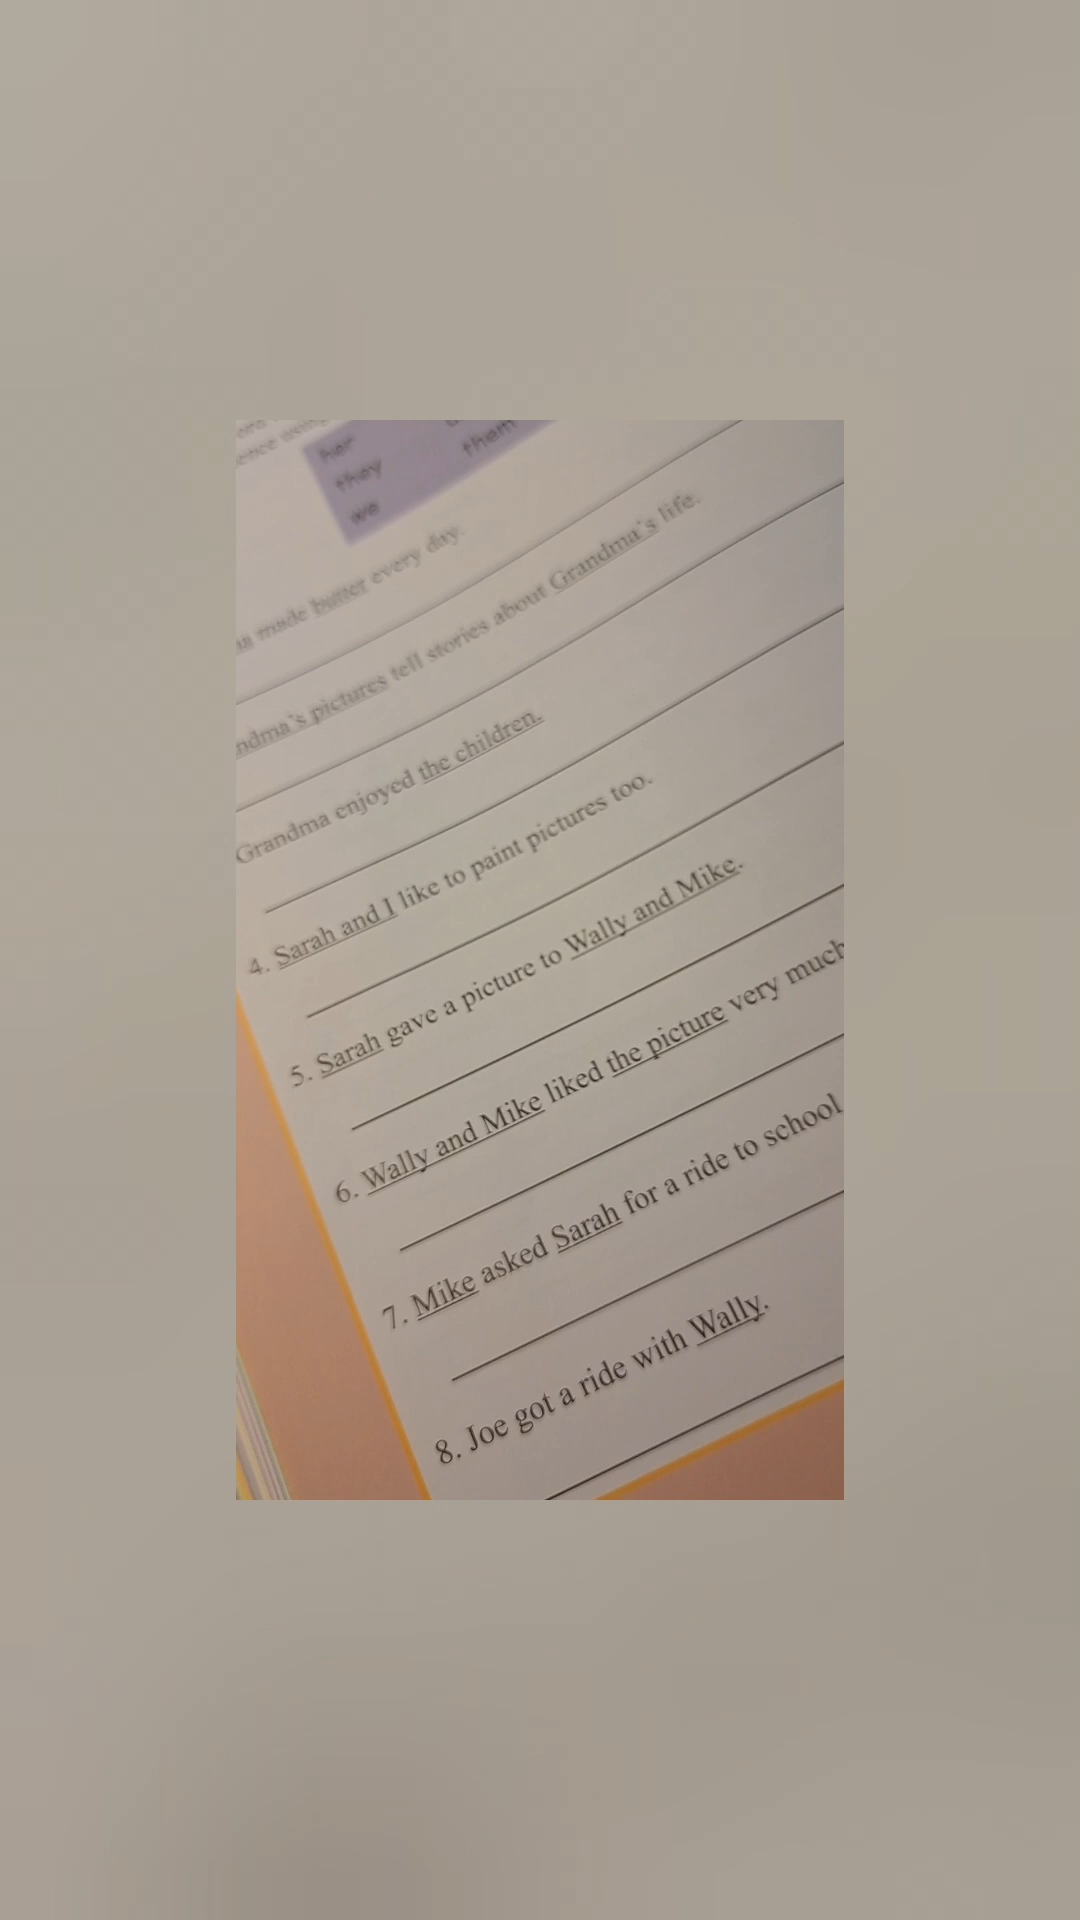 her
they them
we
made butter every day.
ndma's pictures tell stories about Grandma's life.
Grandma enjoyed the children.
4. Sarah and I like to paint pictures too.
5. Sarah gave a picture to Wally and Mike.
6. Wally and Mike liked the picture very much
7. Mike asked Sarah for a ride to school
8. Joe got a ride with Wally.